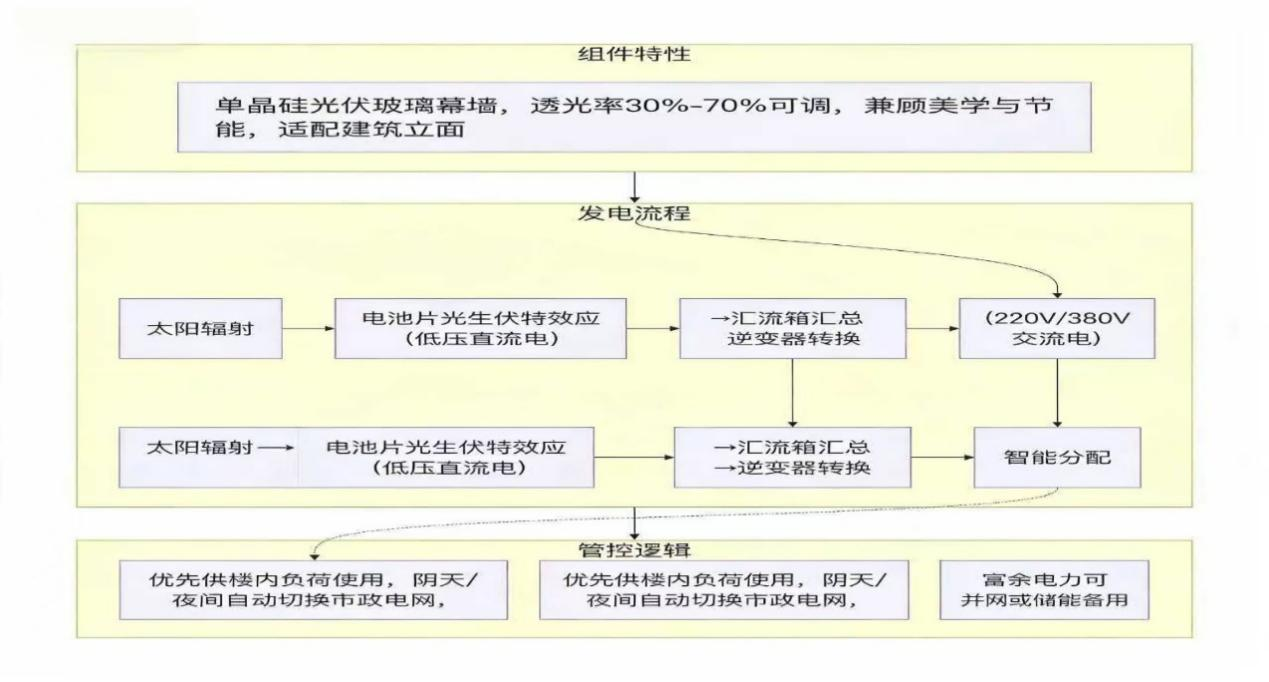 组件特性
单晶硅光伏玻璃幕墙，透光率30%-70%可调，兼顾美学与节
能，适配建筑立面
发电流程
太阳辐射
电池片光生伏特效应
(低压直流电)
→汇流箱汇总
逆变器转换
(220V/380V
交流电)
太阳辐射
电池片光生伏特效应
(低压直流电)
→汇流箱汇总
→逆变器转换
智能分配
管控逻辑
优先供楼内负荷使用，阴天/
夜间自动切换市政电网，
优先供楼内负荷使用，阴天/
夜间自动切换市政电网，
富余电力可
并网或储能备用